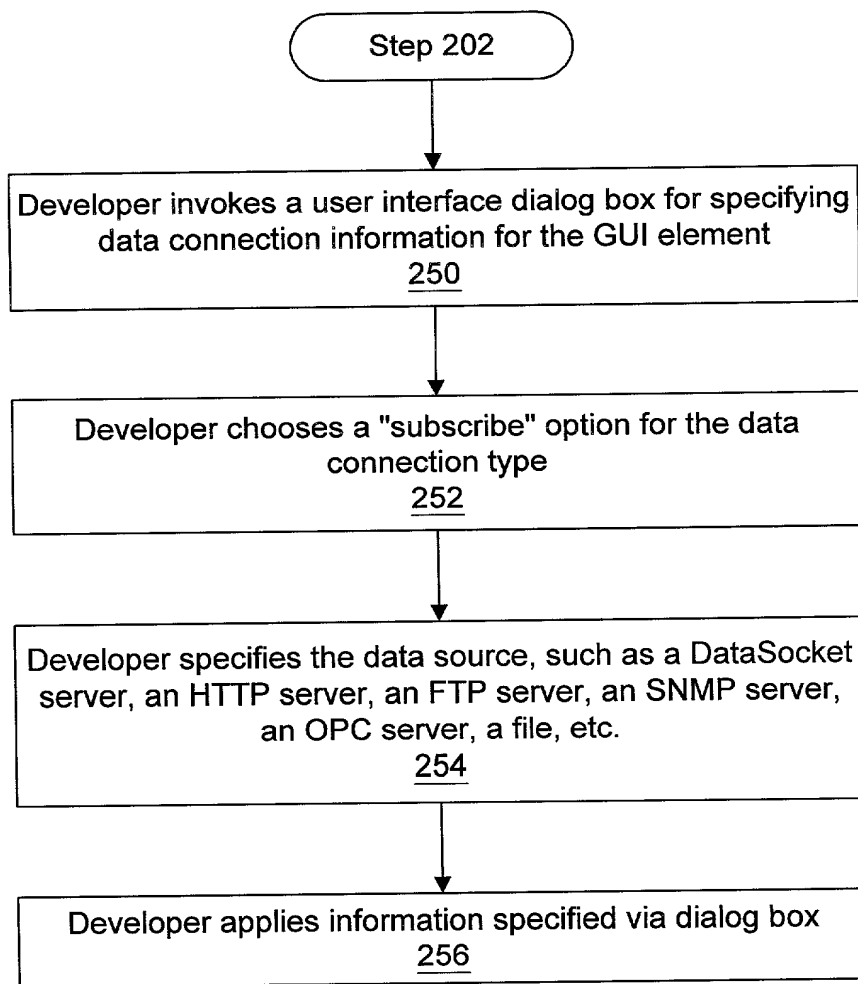 Step 202
Developer invokes a user interface dialog box for specifying
data connection information for the GUI element
250
Developer chooses a "subscribe" option for the data
connection type
252
Developer specifies the data source, such as a DataSocket
server, an HTTP server, an FTP server, an SNMP server,
an OPC server, a file, etc.
254
Developer applies information specified via dialog box
256